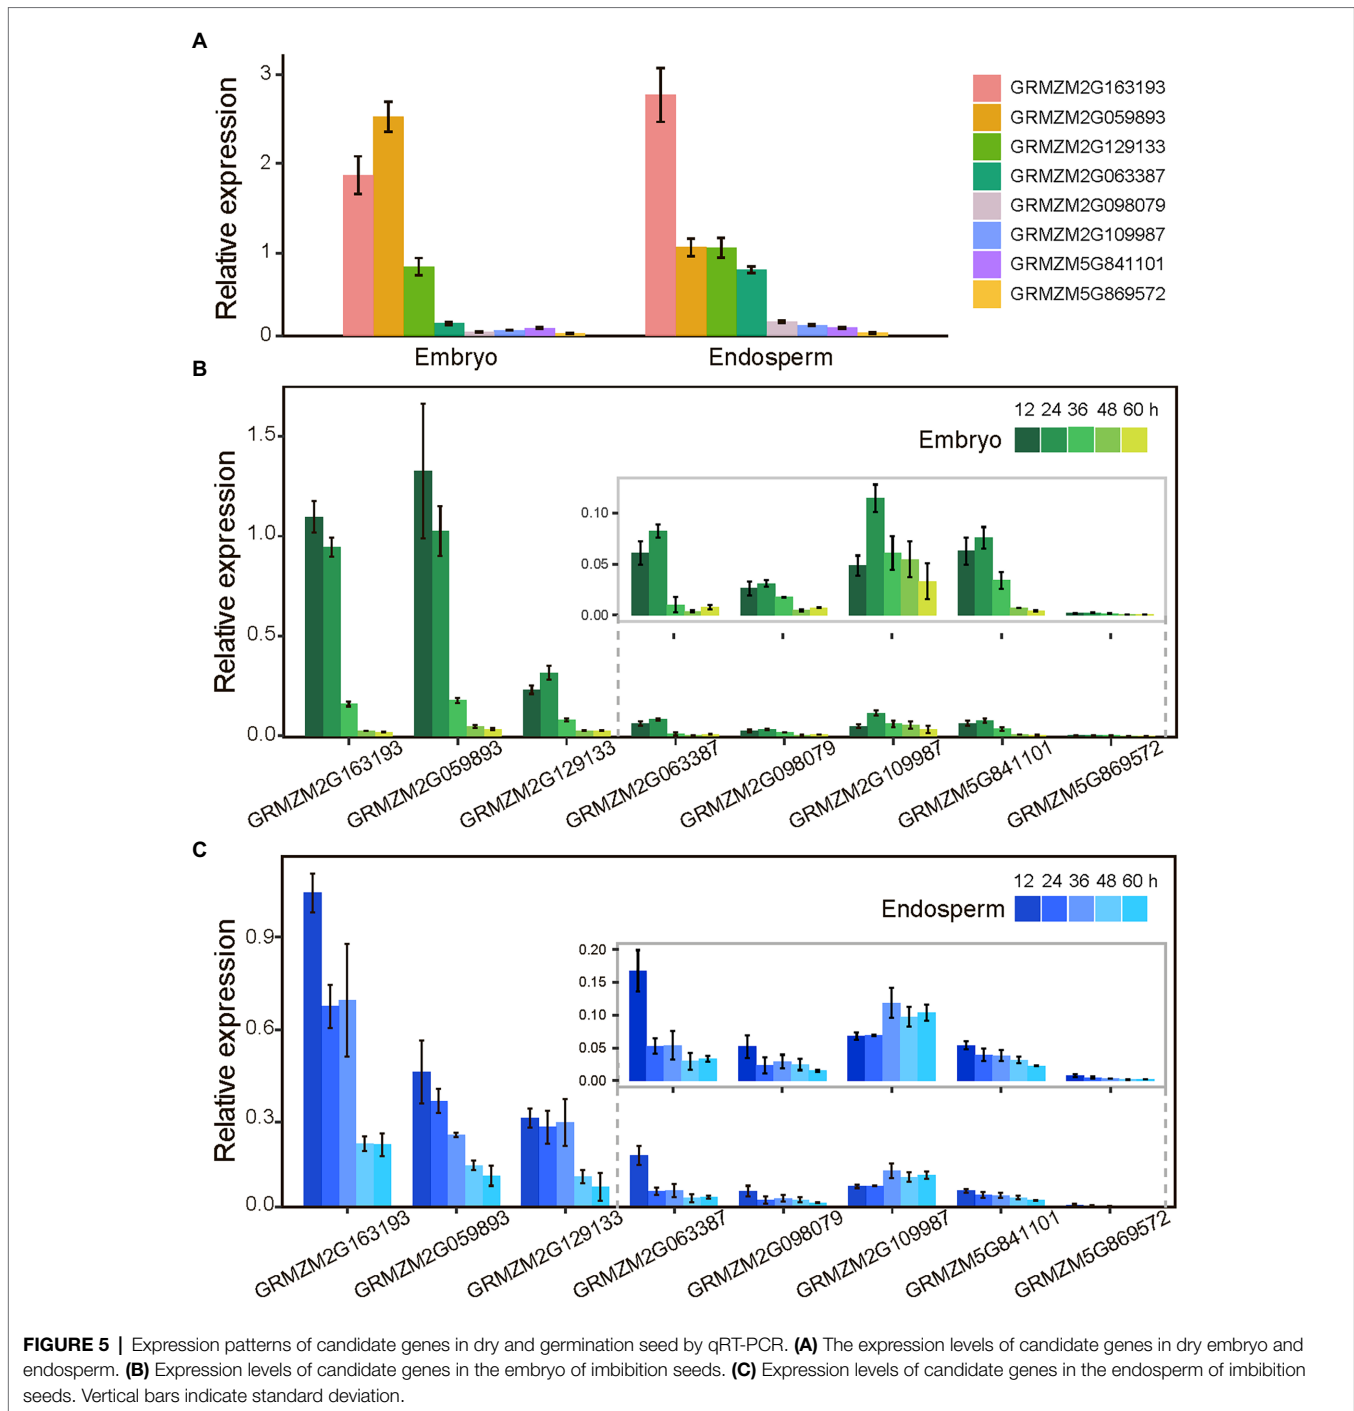 A
Relative expression
3
2
1
0
Embryo
Endosperm
GRMZM2G163193
GRMZM2G059893
GRMZM2G129133
GRMZM2G063387
GRMZM2G098079
GRMZM2G109987
GRMZM5G841101
GRMZM5G869572
B
Relative expression
1.5
1.0
0.5
0.0
12 24 36 48 60 h
Embryo
0.10
0.05
0.00
GRMZM2G163193
GRMZM2G059893
GRMZM2G129133
GRMZM2G063387
GRMZM2G098079
GRMZM2G109987
GRMZM5G841101
GRMZM5G869572
C
Relative expression
0.9
0.6
0.3
0.0
12 24 36 48 60 h
Endosperm
0.20
0.15
0.10
0.05
0.00
GRMZM2G163193
GRMZM2G059893
GRMZM2G129133
GRMZM2G063387
GRMZM2G098079
GRMZM2G109987
GRMZM5G841101
GRMZM5G869572
FIGURE 5 | Expression patterns of candidate genes in dry and germination seed by qRT-PCR. (A) The expression levels of candidate genes in dry embryo and
endosperm. (B) Expression levels of candidate genes in the embryo of imbibition seeds. (C) Expression levels of candidate genes in the endosperm of imbibition
seeds. Vertical bars indicate standard deviation.